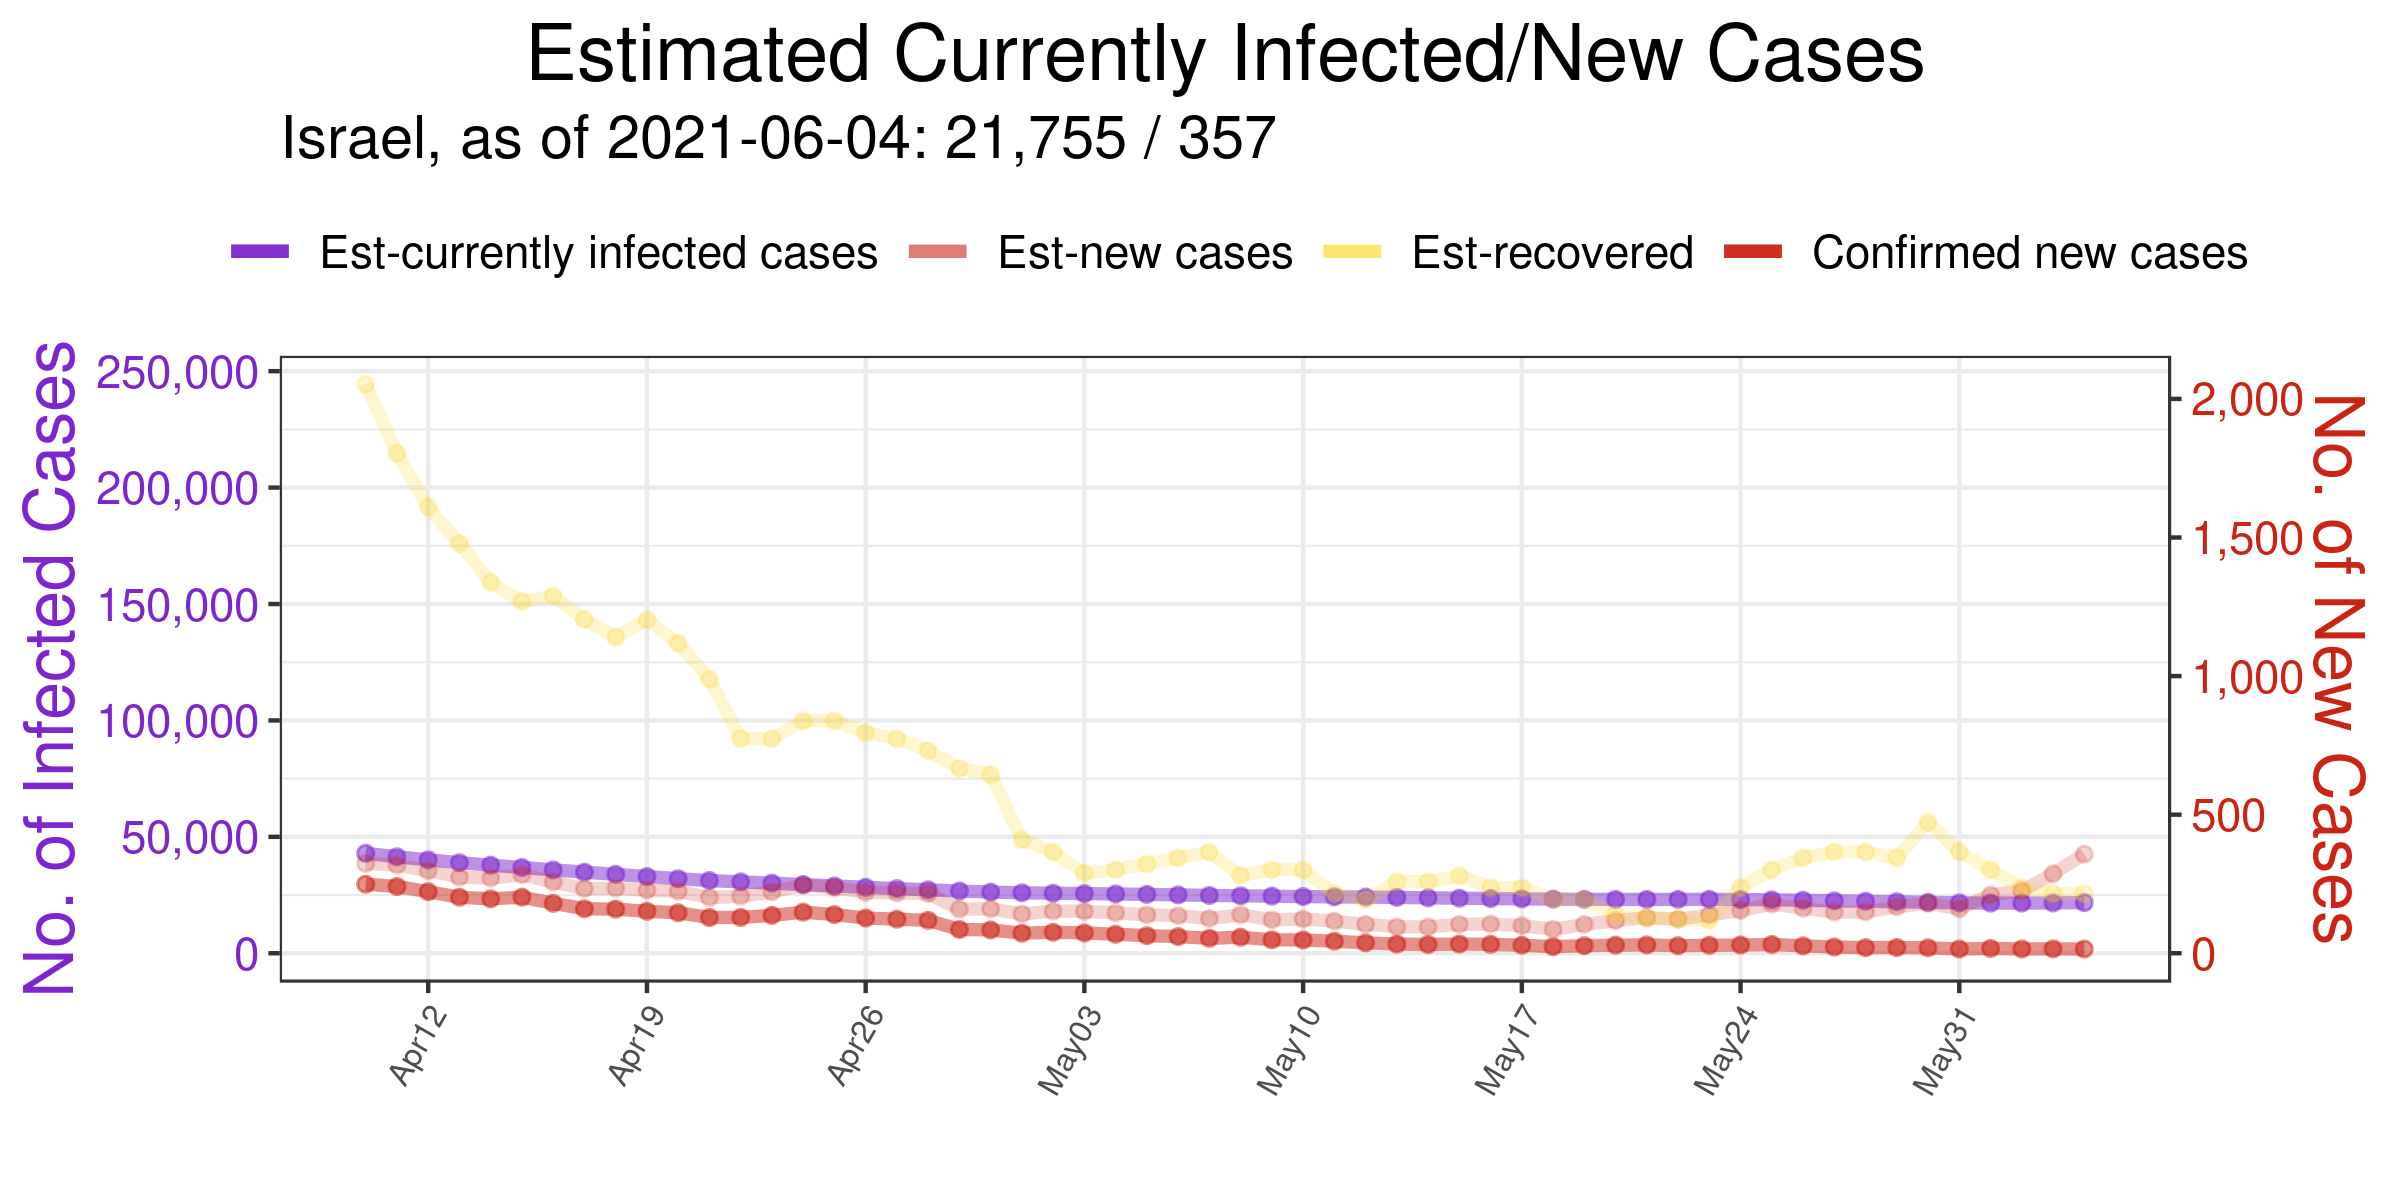 Estimated Currently Infected/New Cases
Israel, as of 2021-06-04: 21,755 / 357
Est-currently infected cases Est-new cases Est-recovered Confirmed new cases
No. of Infected Cases
250,000
200,000
150,000
100,000
50,000
0
2,000
1,500
1,000
500
0
No. of New Cases
Apr12 Apr19 Apr26 May03 May10 May17 May24 May31